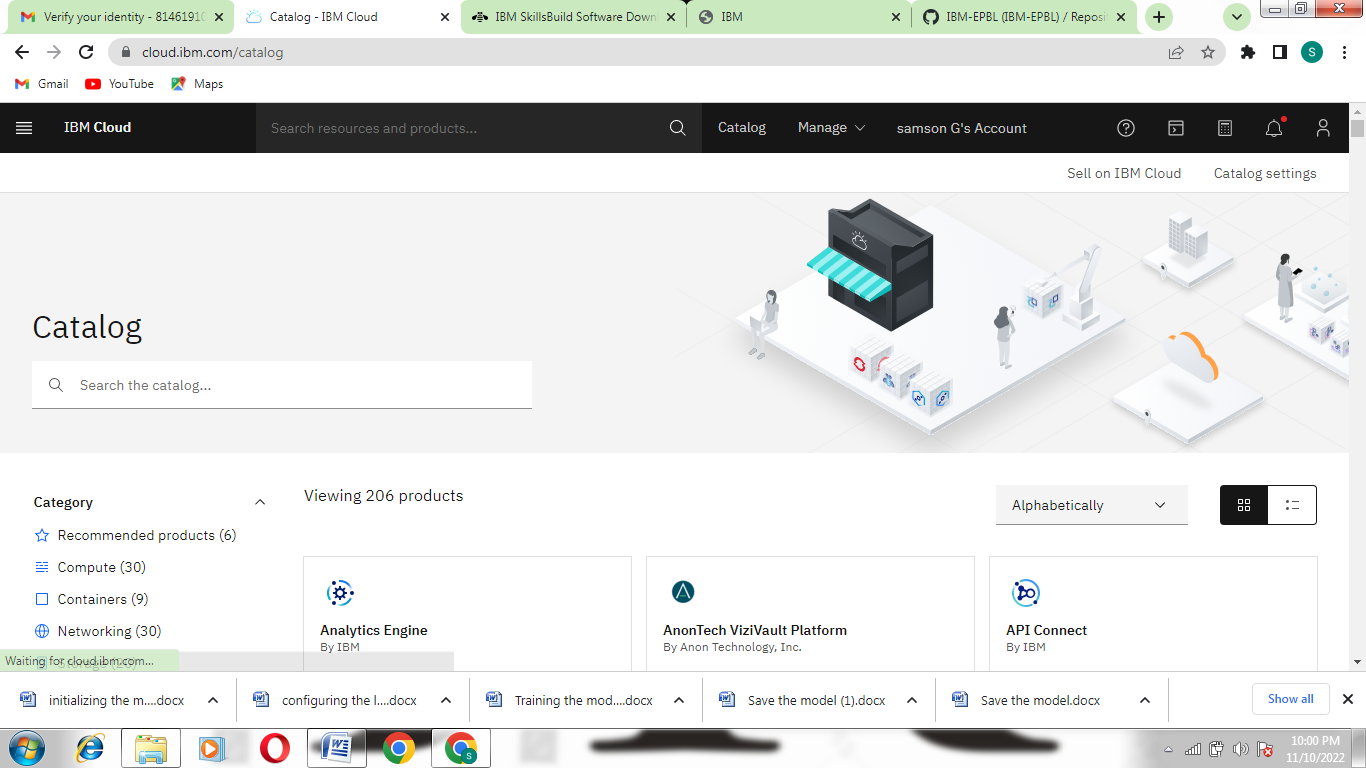 Verify your identity - 81461910
Catalog - IBM Cloud
IBM SkillsBuild Software Down
IBM
IBM-EPBL (IBM-EPBL) / Reposi
cloud.ibm.com/catalog
S
Gmail
YouTube
Maps
IBM Cloud
Search resources and products...
Catalog
Manage
samson G's Account
Sell on IBM Cloud
Catalog settings
Catalog
Search the catalog...
Category
Viewing 206 products
Alphabetically
Recommended products (6)
Compute (30)
Containers (9)
Networking (30)
Analytics Engine
By IBM
AnonTech ViziVault Platform
By Anon Technology, Inc.
API Connect
By IBM
Waiting for cloud.ibm.com...
initializing the m....docx
configuring the l....docx
Training the mod....docx
Save the model (1).docx
Save the model.docx
Show all
10:00 PM
11/10/2022